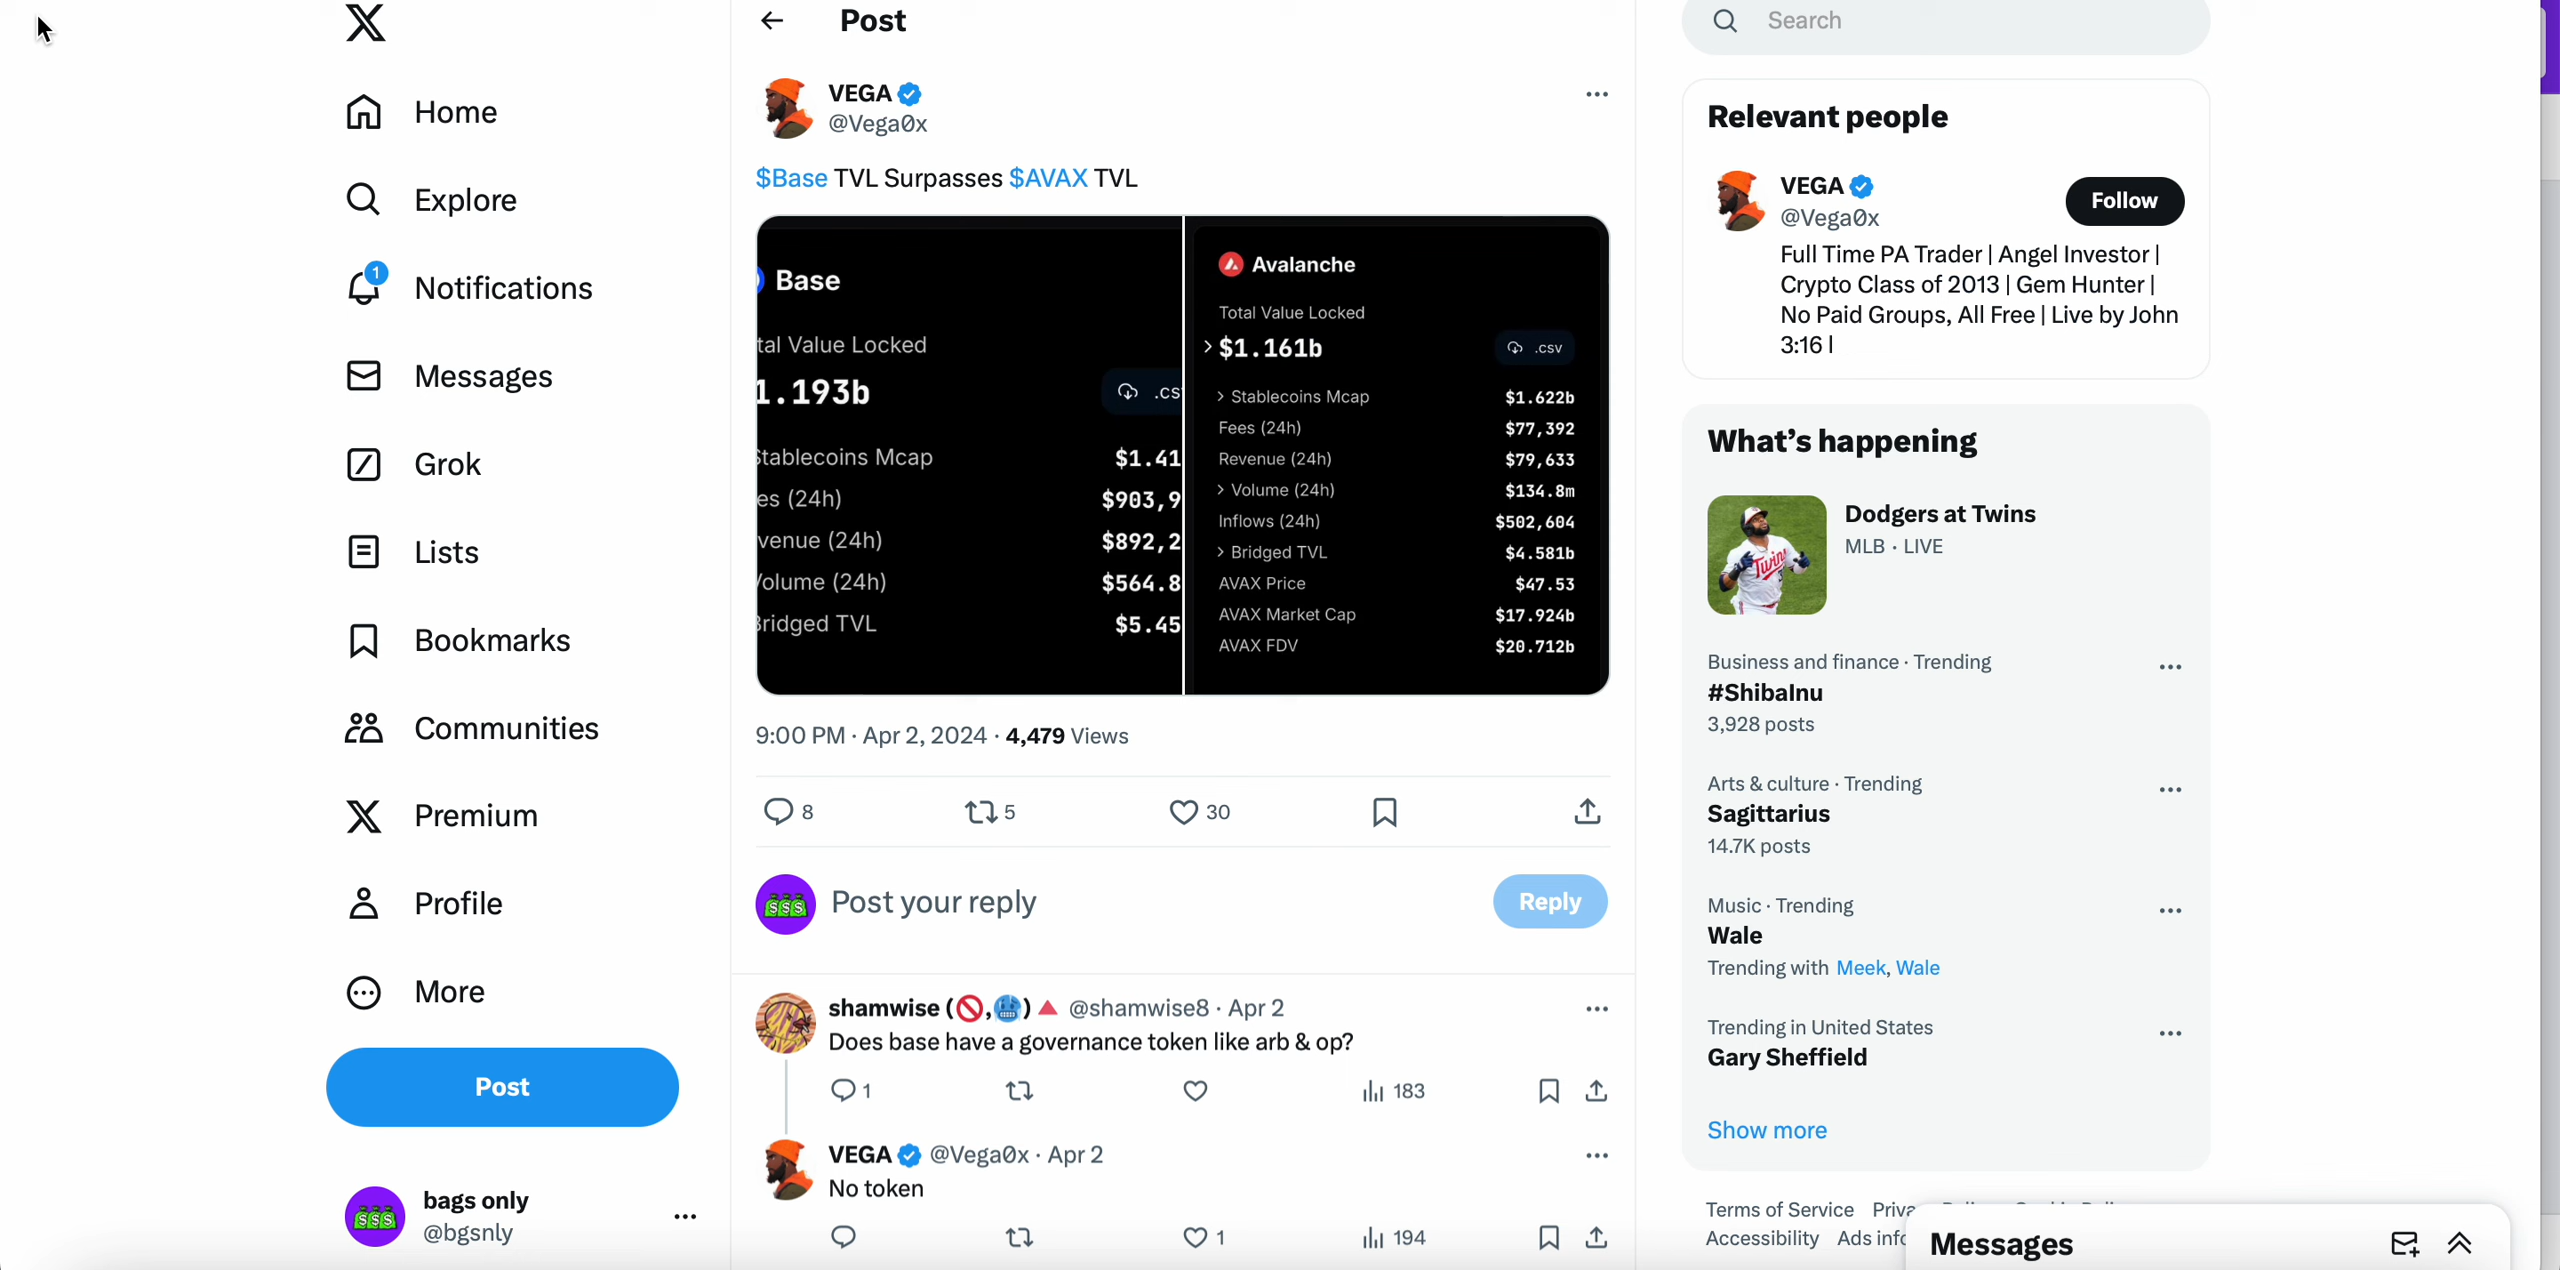 Home
Explore
1
Notifications
Messages
Grok
Lists
Bookmarks
Communities
Premium
Profile
More
Post
bags only
@bgsnly
Post
VEGA
@Vega0x
$Base TVL Surpasses $AVAX TVL
Base
tal Value Locked
1.193b
.cs
Stablecoins Mcap $1.41
es (24h) $903,9
venue (24h) $892,2
Volume (24h) $564.8
Bridged TVL $5.45
Avalanche
Total Value Locked
$1.161b
.csv
Stablecoins Mcap $1.622b
Fees (24h) $77,392
Revenue (24h) $79,633
Volume (24h) $134.8m
Inflows (24h) $502,604
Bridged TVL $4.581b
AVAX Price $47.53
AVAX Market Cap $17.924b
AVAX FDV $20.712b
9:00 PM · Apr 2, 2024 · 4,479 Views
8 5 30
Post your reply
Reply
shamwise (🚫,🥶) 🔺 @shamwise8 · Apr 2
Does base have a governance token like arb & op?
1 183
VEGA @Vega0x · Apr 2
No token
1 194
Search
Relevant people
VEGA
@Vega0x
Follow
Full Time PA Trader | Angel Investor |
Crypto Class of 2013 | Gem Hunter |
No Paid Groups, All Free | Live by John
3:16 |
What's happening
Dodgers at Twins
MLB · LIVE
Twins
Business and finance · Trending
#ShibaInu
3,928 posts
Arts & culture · Trending
Sagittarius
14.7K posts
Music · Trending
Wale
Trending with Meek, Wale
Trending in United States
Gary Sheffield
Show more
Terms of Service
Accessibility Ads info
Messages